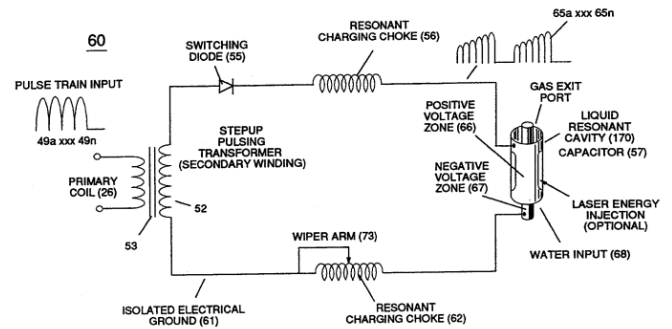 60
65a xxx 65n
RESONANT
CHARGING CHOKE (56)
SWITCHING
DIODE (55)
PULSE TRAIN INPUT
49a xxx 49n
GAS EXIT
PORT
POSITIVE
VOLTAGE
ZONE (66)
LIQUID
RESONANT
CAVITY (170)
CAPACITOR (57)
STEPUP
PULSING
TRANSFORMER
(SECONDARY WINDING)
NEGATIVE
VOLTAGE
ZONE (67)
PRIMARY
COIL (26)
52
53
LASER ENERGY
INJECTION
(OPTIONAL)
WIPER ARM (73)
WATER INPUT (68)
ISOLATED ELECTRICAL
GROUND (61)
RESONANT
CHARGING CHOKE (62)